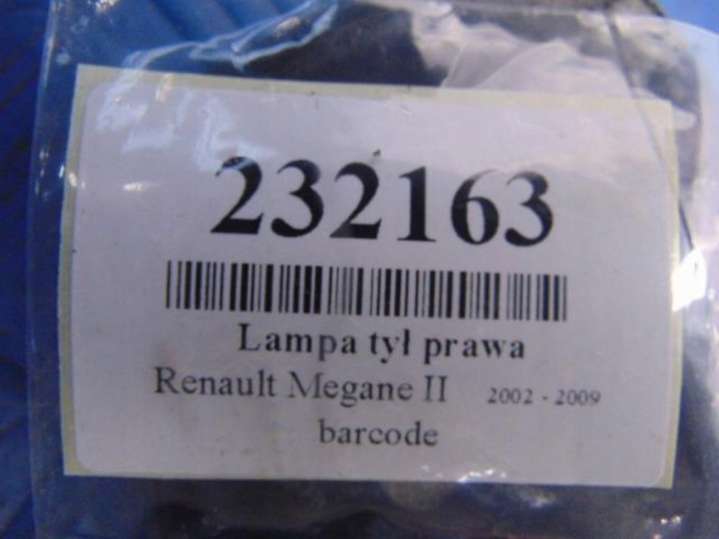 232163
Lampa tył prawa
Renault Megane II 2002 - 2009
barcode